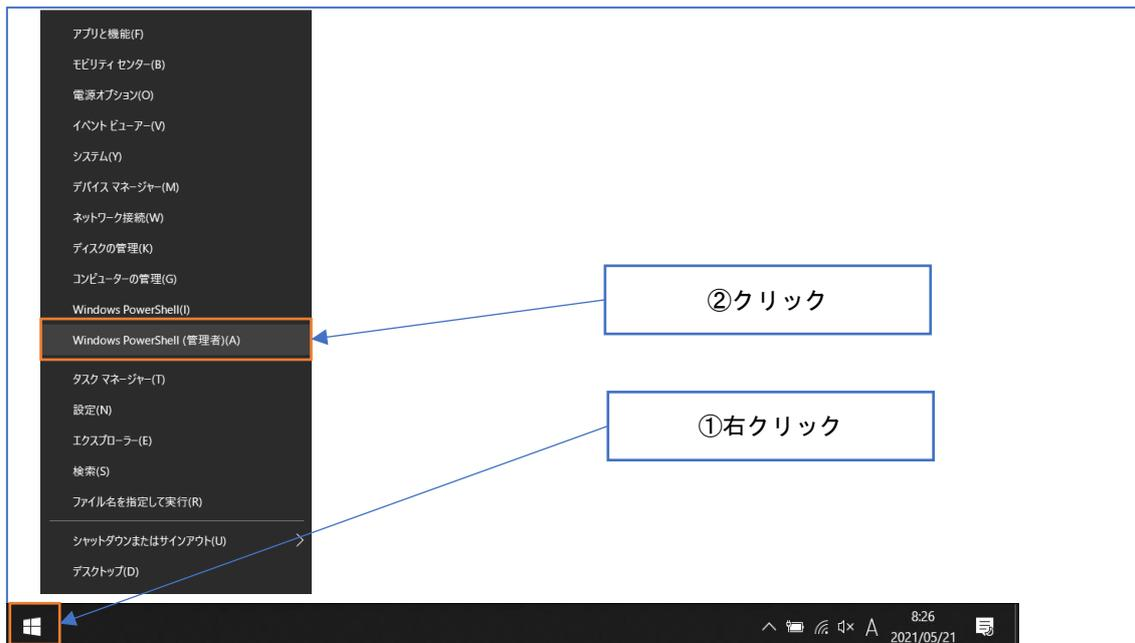 アプリと機能(F)
モビリティ センター(B)
電源オプション(O)
イベント ビューアー(V)
システム(Y)
デバイス マネージャー(M)
ネットワーク接続(W)
ディスクの管理(K)
コンピューターの管理(G)
Windows PowerShell(I)
Windows PowerShell (管理者)(A)
タスク マネージャー(T)
設定(N)
エクスプローラー(E)
検索(S)
ファイル名を指定して実行(R)
シャットダウンまたはサインアウト(U)
デスクトップ(D)
②クリック
①右クリック
A
8:26
2021/05/21